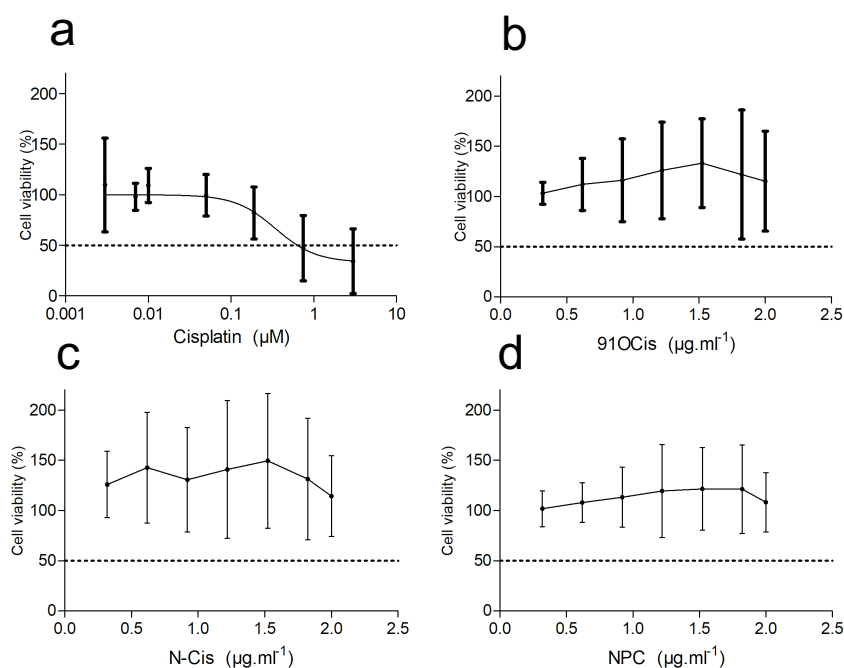 a
200
150
100
50
0
Cell viability (%)
0.001 0.01 0.1 1 10
Cisplatin (µM)
b
200
150
100
50
0
Cell viability (%)
0.0 0.5 1.0 1.5 2.0 2.5
91OCis (µg.ml-1)
c
200
150
100
50
0
Cell viability (%)
0.0 0.5 1.0 1.5 2.0 2.5
N-Cis (µg.ml-1)
d
200
150
100
50
0
Cell viability (%)
0.0 0.5 1.0 1.5 2.0 2.5
NPC (µg.ml-1)